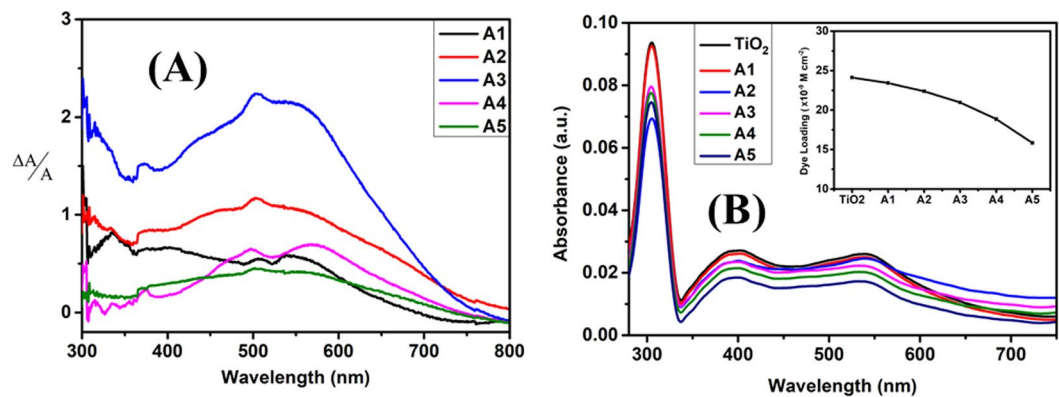 (A)
A1
A2
A3
A4
A5
ΔA/A
3
2
1
0
300 400 500 600 700 800
Wavelength (nm)
(B)
TiO2
A1
A2
A3
A4
A5
Absorbance (a.u.)
0.10
0.08
0.06
0.04
0.02
0.00
300 400 500 600 700
Wavelength (nm)
Dye Loading ( x10⁻⁹ M cm⁻²)
30
25
20
15
10
TiO2 A1 A2 A3 A4 A5